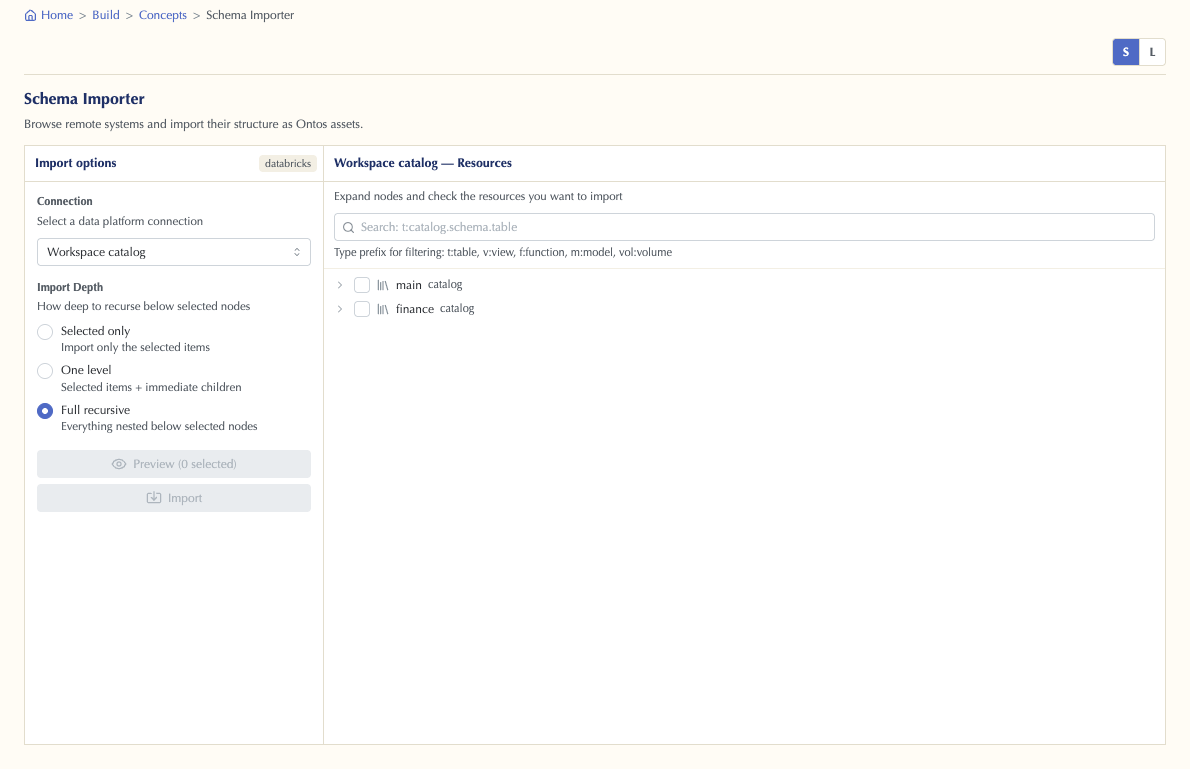 Home > Build > Concepts > Schema Importer
S L
Schema Importer
Browse remote systems and import their structure as Ontos assets.
Import options databricks
Connection
Select a data platform connection
Workspace catalog
Import Depth
How deep to recurse below selected nodes
Selected only
Import only the selected items
One level
Selected items + immediate children
Full recursive
Everything nested below selected nodes
Preview (0 selected)
Import
Workspace catalog — Resources
Expand nodes and check the resources you want to import
Search: t:catalog.schema.table
Type prefix for filtering: t:table, v:view, f:function, m:model, vol:volume
main catalog
finance catalog